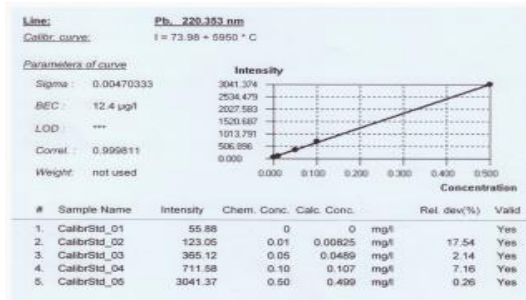 Line: Pb. 220.353 nm
Calibr. curve: I = 73.98 + 5950 * C
Parameters of curve
Sigma : 0.00470333
BEC : 12.4 µg/l
LOD : ***
Correl. : 0.999811
Weight: not used
Intensity
3041.374
2534.479
2027.583
1520.687
1013.791
506.896
0.000
0.000 0.100 0.200 0.300 0.400 0.500
Concentration
# Sample Name Intensity Chem. Conc. Calc. Conc. Rel. dev(%) Valid
1. CalibrStd_01 55.88 0 0 mg/l Yes
2. CalibrStd_02 123.05 0.01 0.00825 mg/l 17.54 Yes
3. CalibrStd_03 365.12 0.05 0.0489 mg/l 2.14 Yes
4. CalibrStd_04 711.58 0.10 0.107 mg/l 7.16 Yes
5. CalibrStd_05 3041.37 0.50 0.499 mg/l 0.26 Yes